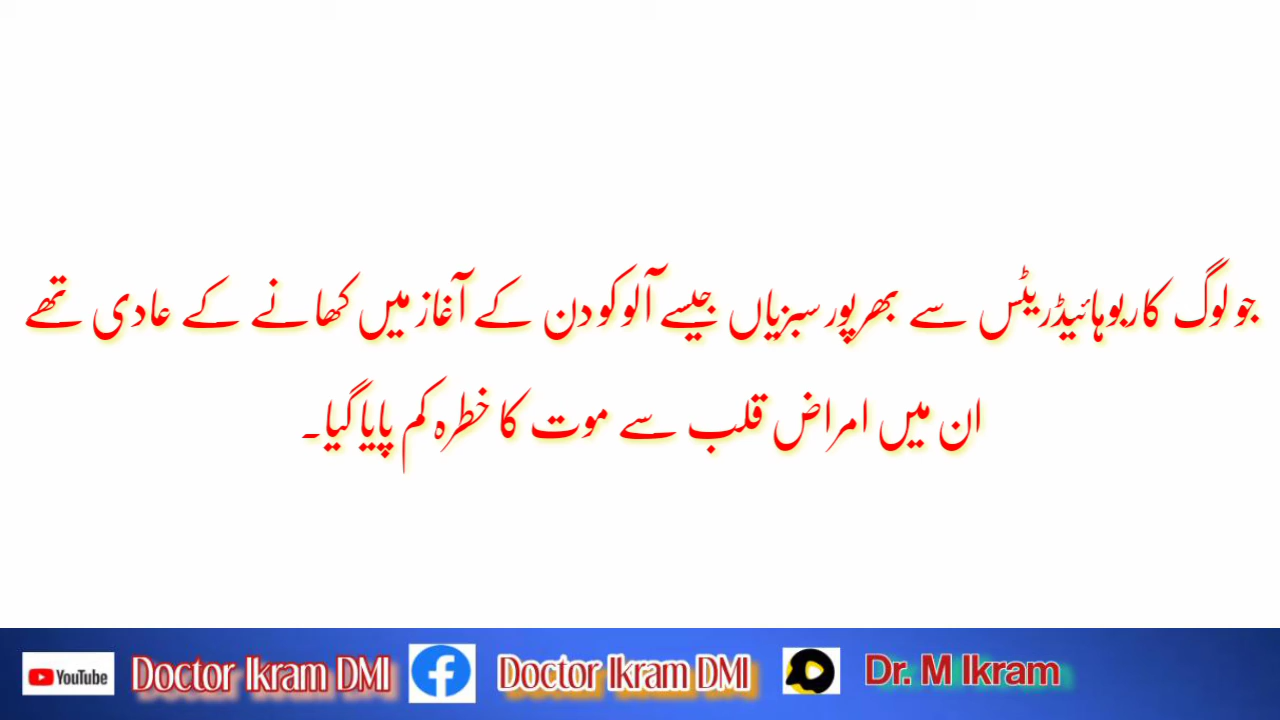 جو لوگ کاربوہائیڈریٹس سے بھرپور سبزیاں جیسے آلو کو دن کے آغاز میں کھانے کے عادی تھے
ان میں امراض قلب سے موت کا خطرہ کم پایا گیا۔
YouTube Doctor Ikram DMI Doctor Ikram DMI Dr. M Ikram